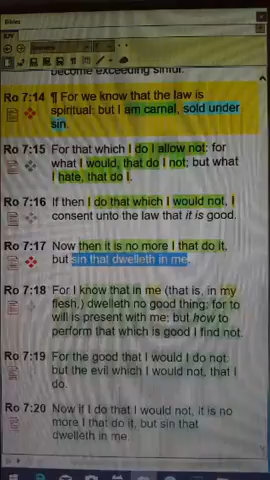 Bibles
KJV
become exceeding sinful.
Ro 7:14 ¶ For we know that the law is
spiritual: but I am carnal, sold under
sin.
Ro 7:15 For that which I do I allow not: for
what I would, that do I not; but what
I hate, that do I.
Ro 7:16 If then I do that which I would not, I
consent unto the law that it is good.
Ro 7:17 Now then it is no more I that do it,
but sin that dwelleth in me.
Ro 7:18 For I know that in me (that is, in my
flesh,) dwelleth no good thing: for to
will is present with me; but how to
perform that which is good I find not.
Ro 7:19 For the good that I would I do not:
but the evil which I would not, that I
do.
Ro 7:20 Now if I do that I would not, it is no
more I that do it, but sin that
dwelleth in me.